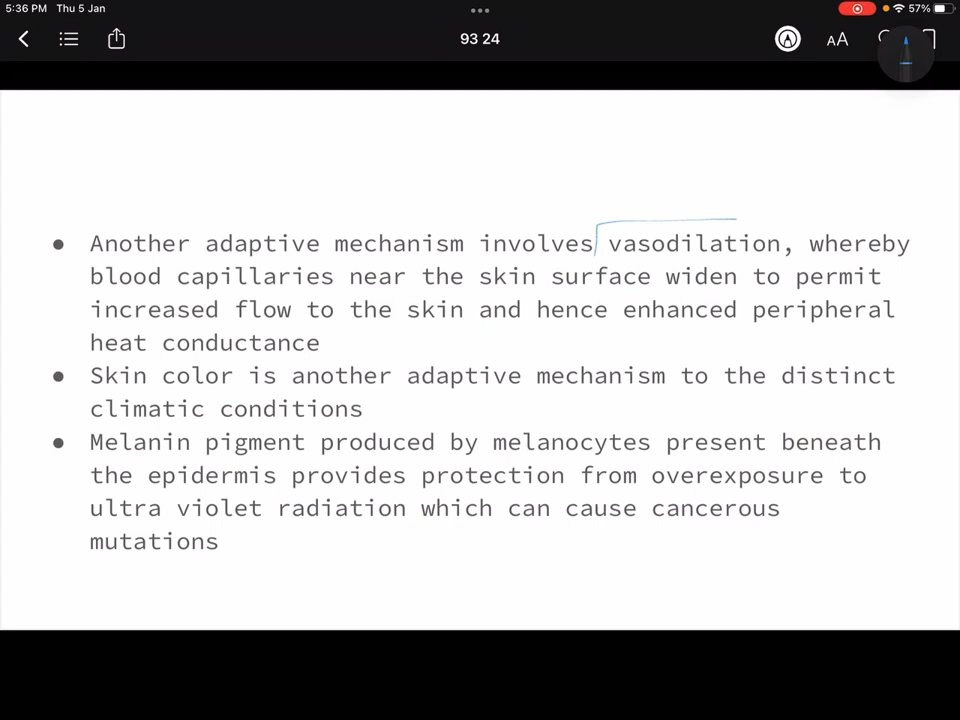 5:36 PM Thu 5 Jan
57%
93 24
AA
● Another adaptive mechanism involves vasodilation, whereby
blood capillaries near the skin surface widen to permit
increased flow to the skin and hence enhanced peripheral
heat conductance
● Skin color is another adaptive mechanism to the distinct
climatic conditions
● Melanin pigment produced by melanocytes present beneath
the epidermis provides protection from overexposure to
ultra violet radiation which can cause cancerous
mutations